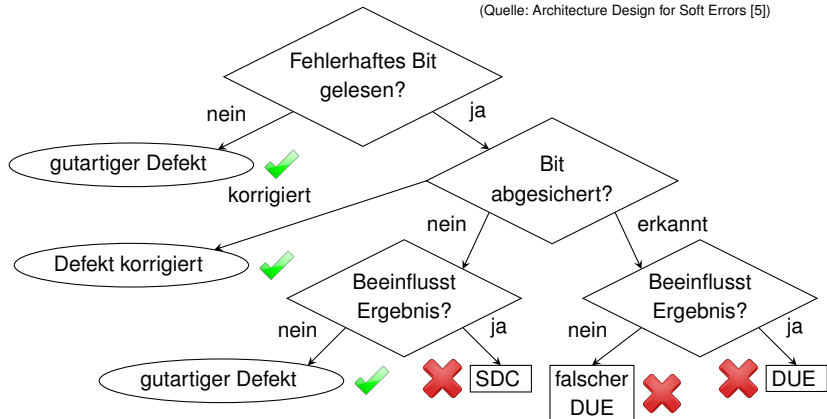 (Quelle: Architecture Design for Soft Errors [5])
Fehlerhaftes Bit
gelesen?
nein
ja
gutartiger Defekt
korrigiert
Bit
abgesichert?
nein
erkannt
Defekt korrigiert
Beeinflusst
Ergebnis?
Beeinflusst
Ergebnis?
nein
ja
nein
ja
gutartiger Defekt
SDC
falscher
DUE
DUE